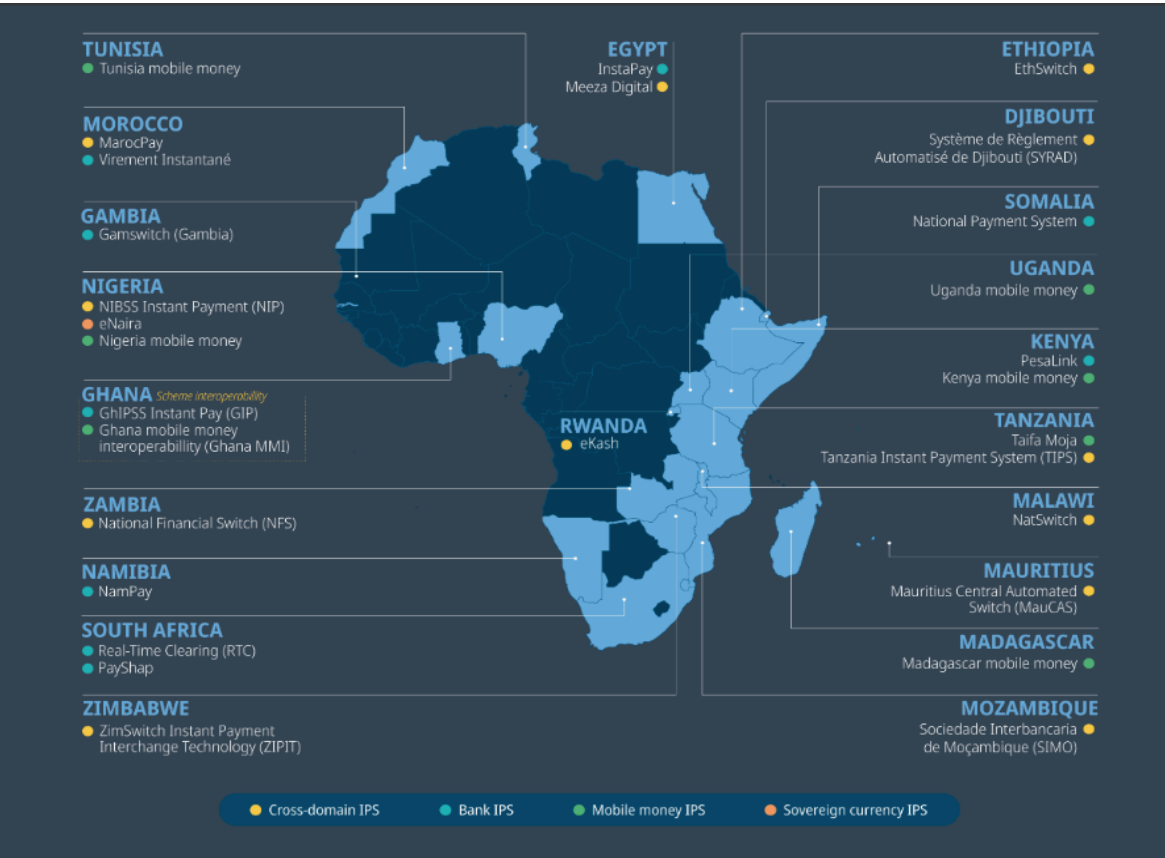 TUNISIA
Tunisia mobile money
MOROCCO
MarocPay
Virement Instantané
GAMBIA
Gamswitch (Gambia)
NIGERIA
NIBSS Instant Payment (NIP)
eNaira
Nigeria mobile money
GHANA Scheme interoperability
GhIPSS Instant Pay (GIP)
Ghana mobile money
interoperabillity (Ghana MMI)
ZAMBIA
National Financial Switch (NFS)
NAMIBIA
NamPay
SOUTH AFRICA
Real-Time Clearing (RTC)
PayShap
ZIMBABWE
ZimSwitch Instant Payment
Interchange Technology (ZIPIT)
EGYPT
InstaPay
Meeza Digital
RWANDA
eKash
ETHIOPIA
EthSwitch
DJIBOUTI
Système de Règlement
Automatisé de Djibouti (SYRAD)
SOMALIA
National Payment System
UGANDA
Uganda mobile money
KENYA
PesaLink
Kenya mobile money
TANZANIA
Taifa Moja
Tanzania Instant Payment System (TIPS)
MALAWI
NatSwitch
MAURITIUS
Mauritius Central Automated
Switch (MauCAS)
MADAGASCAR
Madagascar mobile money
MOZAMBIQUE
Sociedade Interbancaria
de Moçambique (SIMO)
Cross-domain IPS
Bank IPS
Mobile money IPS
Sovereign currency IPS